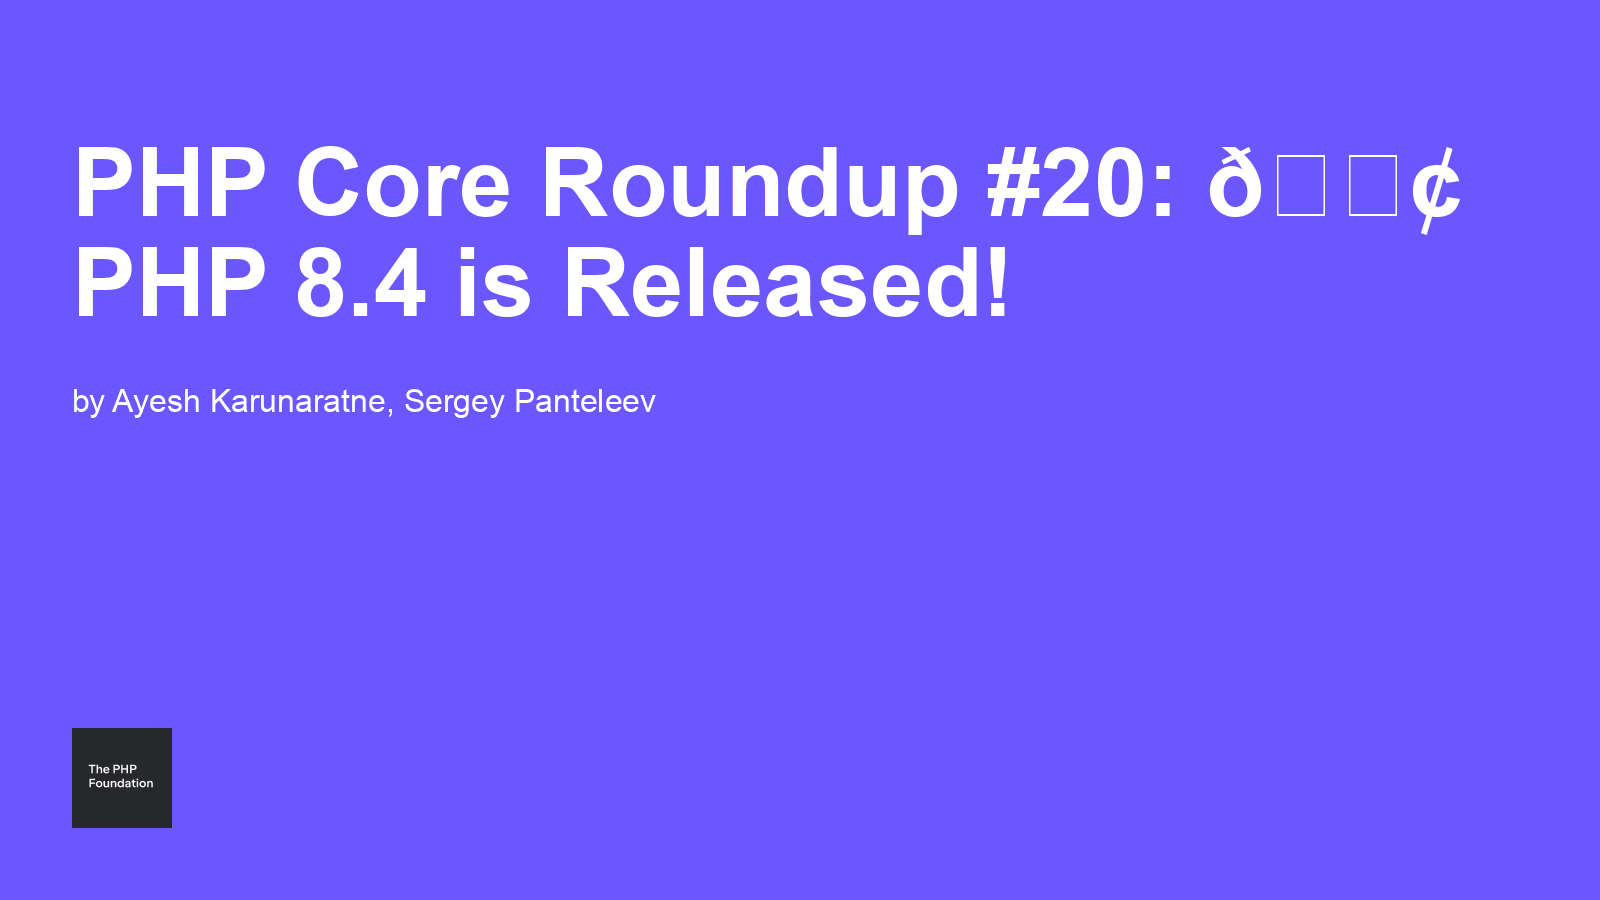 PHP Core Roundup #20: ð□□¢
PHP 8.4 is Released!
by Ayesh Karunaratne, Sergey Panteleev
The PHP
Foundation